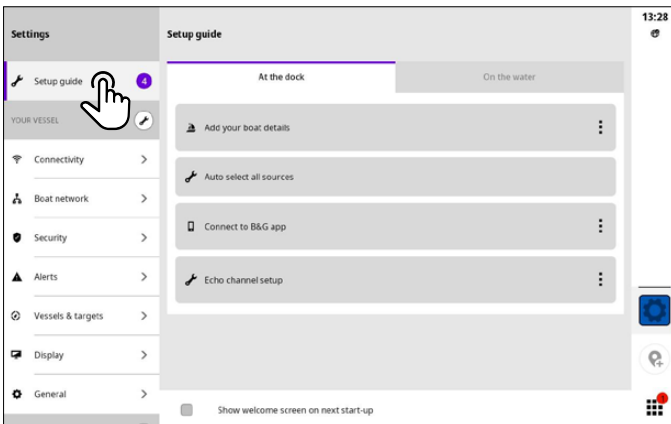 13:28
Settings
Setup guide
Setup guide
4
At the dock
On the water
YOUR VESSEL
Add your boat details
Connectivity
Auto select all sources
Boat network
Connect to B&G app
Security
Alerts
Echo channel setup
Vessels & targets
Display
General
Show welcome screen on next start-up
1